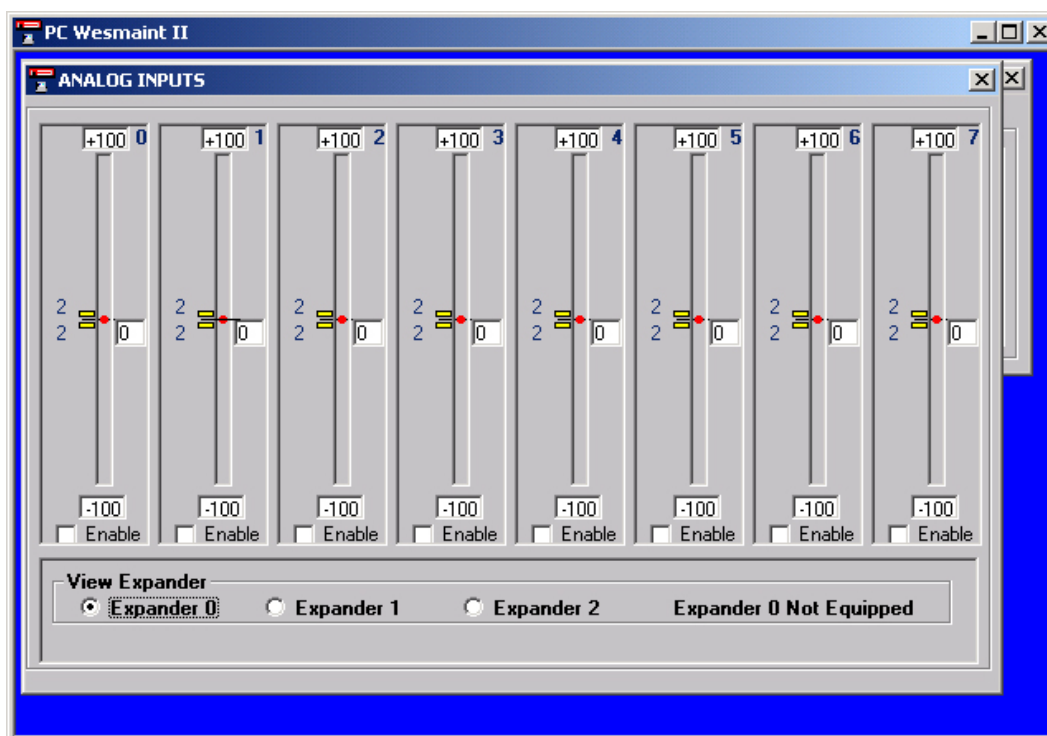 PC Wesmaint II
ANALOG INPUTS
+100 0 +100 1 +100 2 +100 3 +100 4 +100 5 +100 6 +100 7
2 2 2 2 2 2 2 2
2 0 2 0 2 0 2 0 2 0 2 0 2 0 2 0
-100 -100 -100 -100 -100 -100 -100 -100
Enable Enable Enable Enable Enable Enable Enable Enable
View Expander
Expander 0 Expander 1 Expander 2 Expander 0 Not Equipped